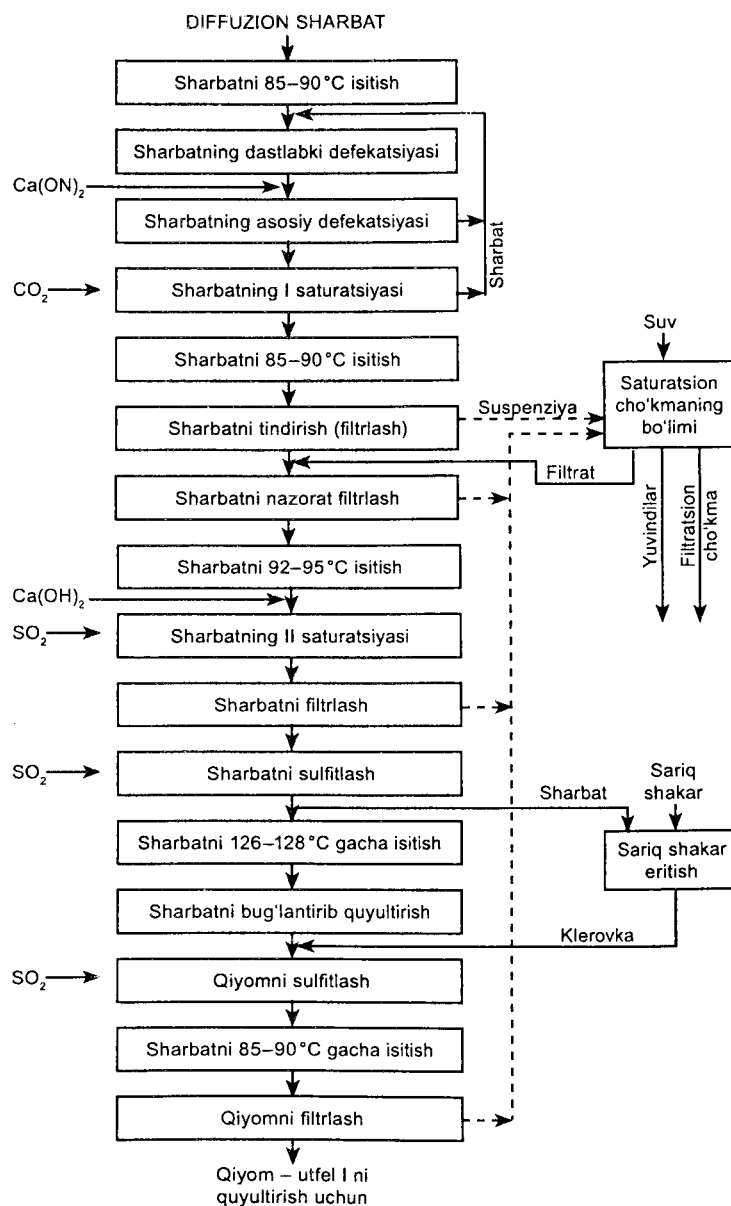 DIFFUZION SHARBAT
Sharbatni 85–90°C isitish
Sharbatning dastlabki defekatsiyasi
Ca(ON)₂
Sharbatning asosiy defekatsiyasi
Sharbat
CO₂
Sharbatning I saturatsiyasi
Sharbatni 85–90°C isitish
Suv
Saturatsion
cho'kmaning
bo'limi
Suspenziya
Sharbatni tindirish (filtrlash)
Filtrat
Sharbatni nazorat filtrlash
Yuvindilar
Filtratsion
cho'kma
Sharbatni 92–95°C isitish
Ca(OH)₂
SO₂
Sharbatning II saturatsiyasi
Sharbatni filtrlash
SO₂
Sharbatni sulfitlash
Sharbat
Sariq
shakar
Sharbatni 126–128°C gacha isitish
Sariq shakar
eritish
Sharbatni bug'lantirib quyultirish
Klerovka
SO₂
Qiyomni sulfitlash
Sharbatni 85–90°C gacha isitish
Qiyomni filtrlash
Qiyom – utfel I ni
quyultirish uchun